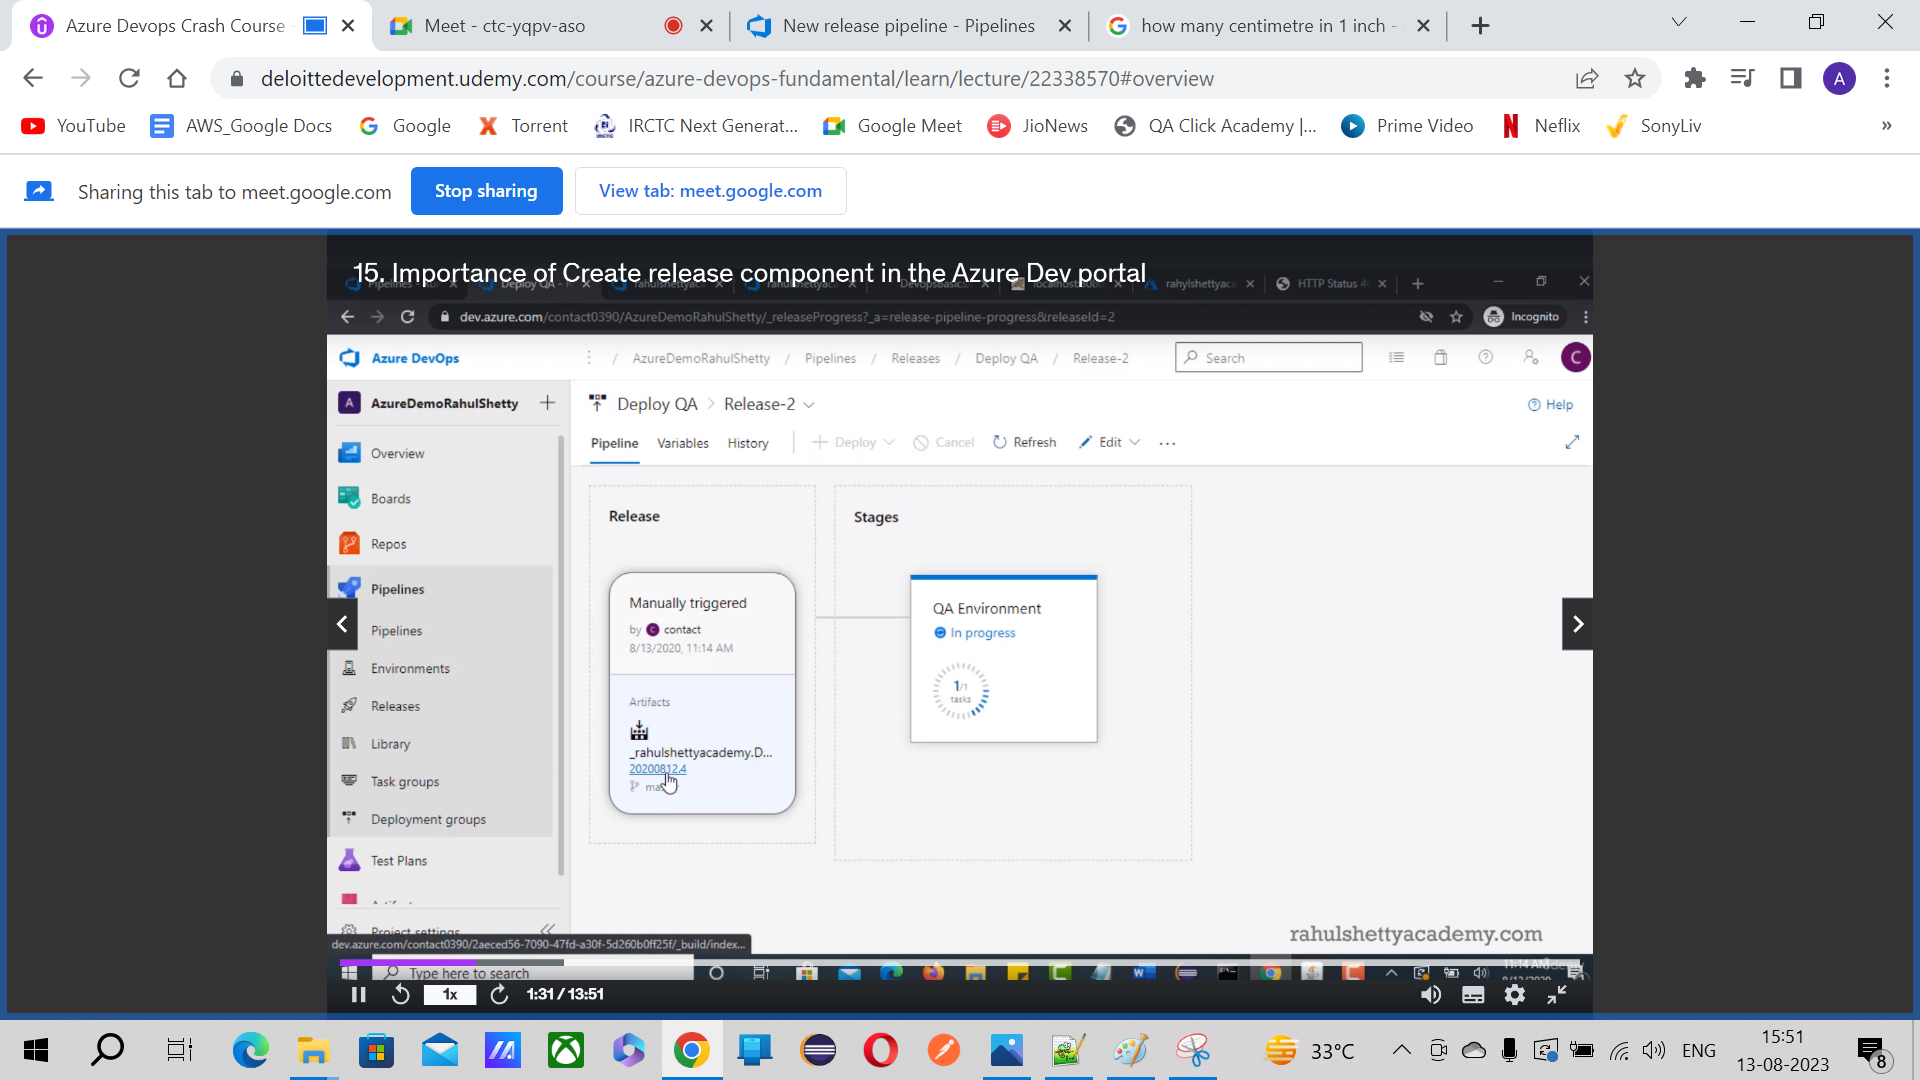 Azure Devops Crash Course
Meet - ctc-yqpv-aso
New release pipeline - Pipelines
how many centimetre in 1 inch -
deloittedevelopment.udemy.com/course/azure-devops-fundamental/learn/lecture/22338570#overview
A
YouTube
AWS_Google Docs
Google
Torrent
IRCTC Next Generat...
Google Meet
JioNews
QA Click Academy |...
Prime Video
Neflix
SonyLiv
»
Sharing this tab to meet.google.com
Stop sharing
View tab: meet.google.com
15. Importance of Create release component in the Azure Dev portal
rahylshettyac
HTTP Status 4
dev.azure.com/contact0390/AzureDemoRahulShetty/_releaseProgress?_a=release-pipeline-progress&releaseId=2
Incognito
Azure DevOps
/ AzureDemoRahulShetty / Pipelines / Releases / Deploy QA / Release-2
Search
C
A AzureDemoRahulShetty
Deploy QA > Release-2
Help
Pipeline
Variables
History
Deploy
Cancel
Refresh
Edit
...
Overview
Boards
Repos
Pipelines
Pipelines
Environments
Releases
Library
Task groups
Deployment groups
Test Plans
Project settings
Release
Stages
Manually triggered
by C contact
8/13/2020, 11:14 AM
Artifacts
_rahulshettyacademy.D...
20200812.4
QA Environment
In progress
1/1
tasks
rahulshettyacademy.com
dev.azure.com/contact0390/2aeced56-7090-47fd-a30f-5d260b0ff25f/_build/index...
Type here to search
1x
1:31 / 13:51
33°C
ENG
15:51
13-08-2023
8